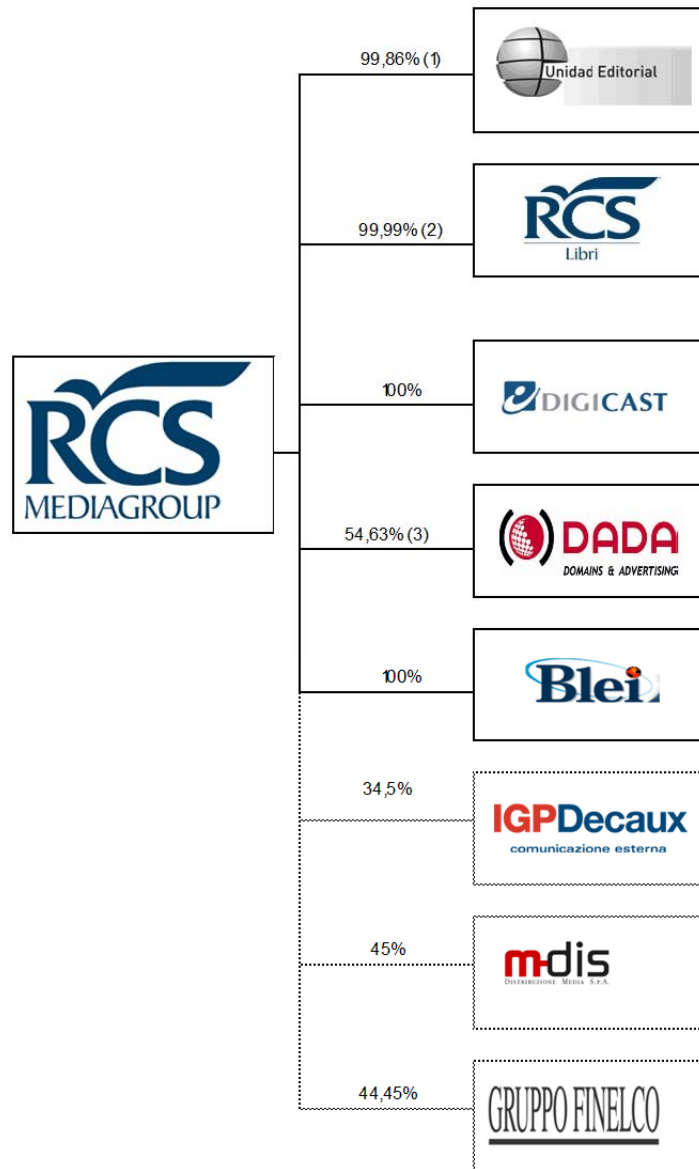 99,86% (1)
Unidad Editorial
99,99% (2)
RCS
Libri
100%
DIGICAST
RCS
MEDIAGROUP
54,63% (3)
DADA
DOMAINS & ADVERTISING
100%
Blei
34,5%
IGPDecaux
comunicazione esterna
45%
m-dis
DISTRIBUZIONE MEDIA S.P.A.
44,45%
GRUPPO FINELCO